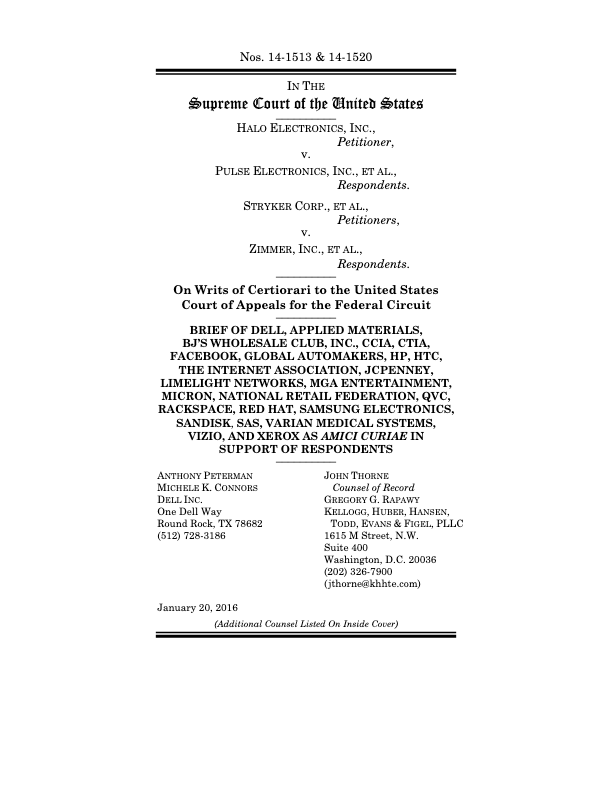 Nos. 14-1513 & 14-1520
IN THE
Supreme Court of the United States
HALO ELECTRONICS, INC.,
Petitioner,
v.
PULSE ELECTRONICS, INC., ET AL.,
Respondents.
STRYKER CORP., ET AL.,
Petitioners,
v.
ZIMMER, INC., ET AL.,
Respondents.
On Writs of Certiorari to the United States
Court of Appeals for the Federal Circuit
BRIEF OF DELL, APPLIED MATERIALS,
BJ'S WHOLESALE CLUB, INC., CCIA, CTIA,
FACEBOOK, GLOBAL AUTOMAKERS, HP, HTC,
THE INTERNET ASSOCIATION, JCPENNEY,
LIMELIGHT NETWORKS, MGA ENTERTAINMENT,
MICRON, NATIONAL RETAIL FEDERATION, QVC,
RACKSPACE, RED HAT, SAMSUNG ELECTRONICS,
SANDISK, SAS, VARIAN MEDICAL SYSTEMS,
VIZIO, AND XEROX AS AMICI CURIAE IN
SUPPORT OF RESPONDENTS
ANTHONY PETERMAN
MICHELE K. CONNORS
DELL INC.
One Dell Way
Round Rock, TX 78682
(512) 728-3186
JOHN THORNE
Counsel of Record
GREGORY G. RAPAWY
KELLOGG, HUBER, HANSEN,
TODD, EVANS & FIGEL, PLLC
1615 M Street, N.W.
Suite 400
Washington, D.C. 20036
(202) 326-7900
(jthorne@khhte.com)
January 20, 2016
(Additional Counsel Listed On Inside Cover)